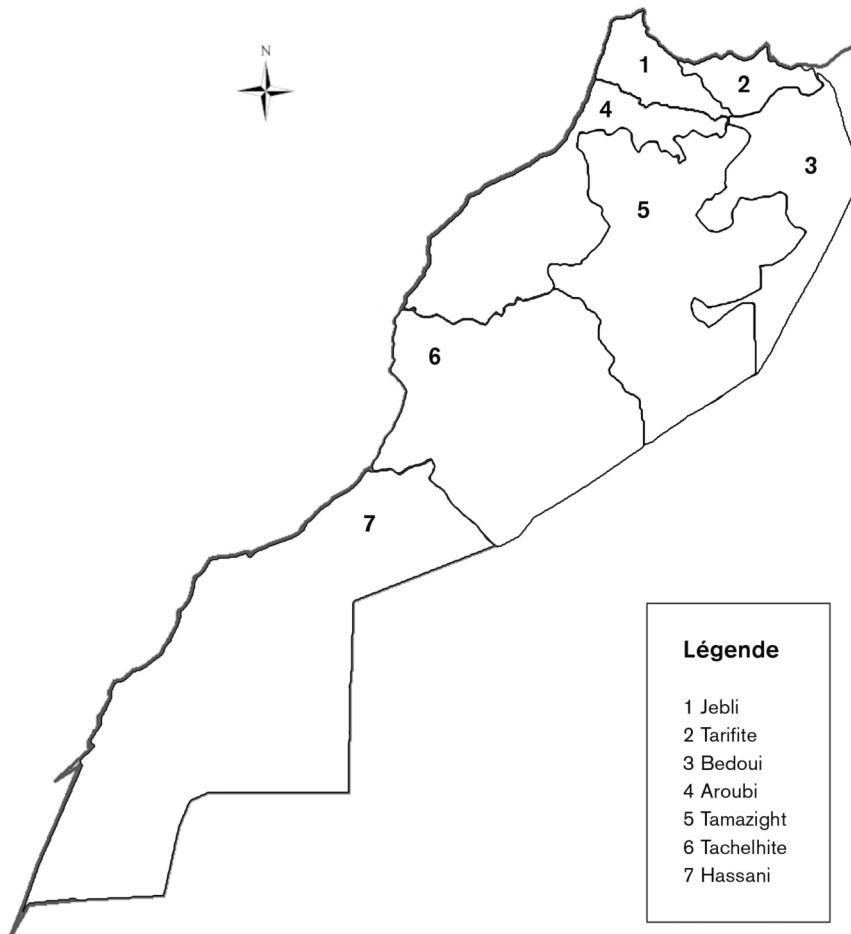 N
1
2
4
3
5
6
7
Légende
1 Jebli
2 Tarifite
3 Bedoui
4 Aroubi
5 Tamazight
6 Tachelhite
7 Hassani